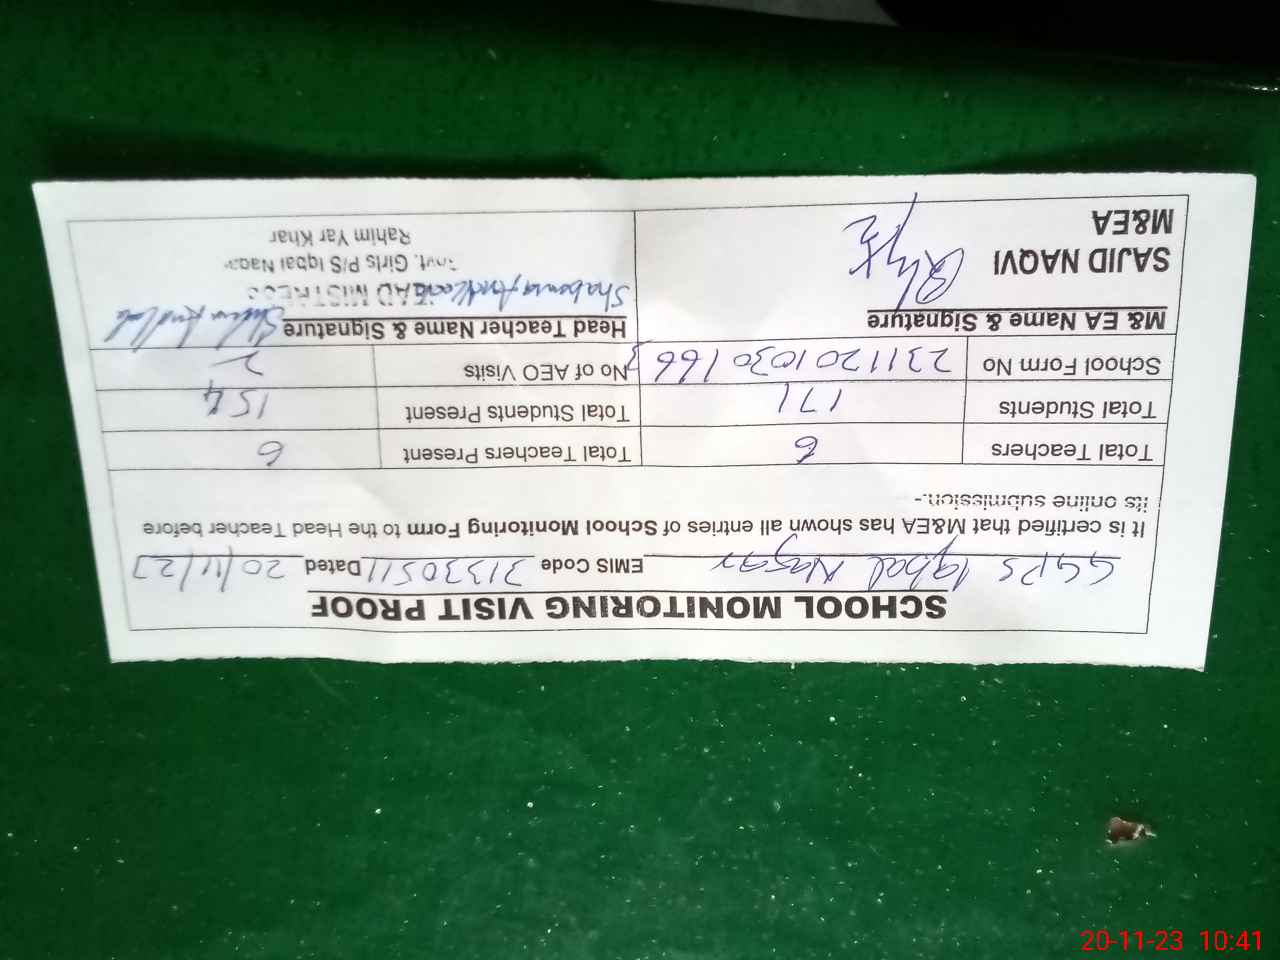 SCHOOL MONITORING VISIT PROOF
GGPS Iqbal Nagar EMIS Code 31330511 Dated 20/11/23
It is certified that M&EA has shown all entries of School Monitoring Form to the Head Teacher before
its online submission.-
Total Teachers 6 Total Teachers Present 6
Total Students 171 Total Students Present 154
School Form No 2311201030166 No of AEO Visits 2
M& EA Name & Signature Head Teacher Name & Signature
SAJID NAQVI HEAD MISTRESS
M&EA Govt. Girls P/S Iqbal Nagar
Rahim Yar Khan
20-11-23 10:41